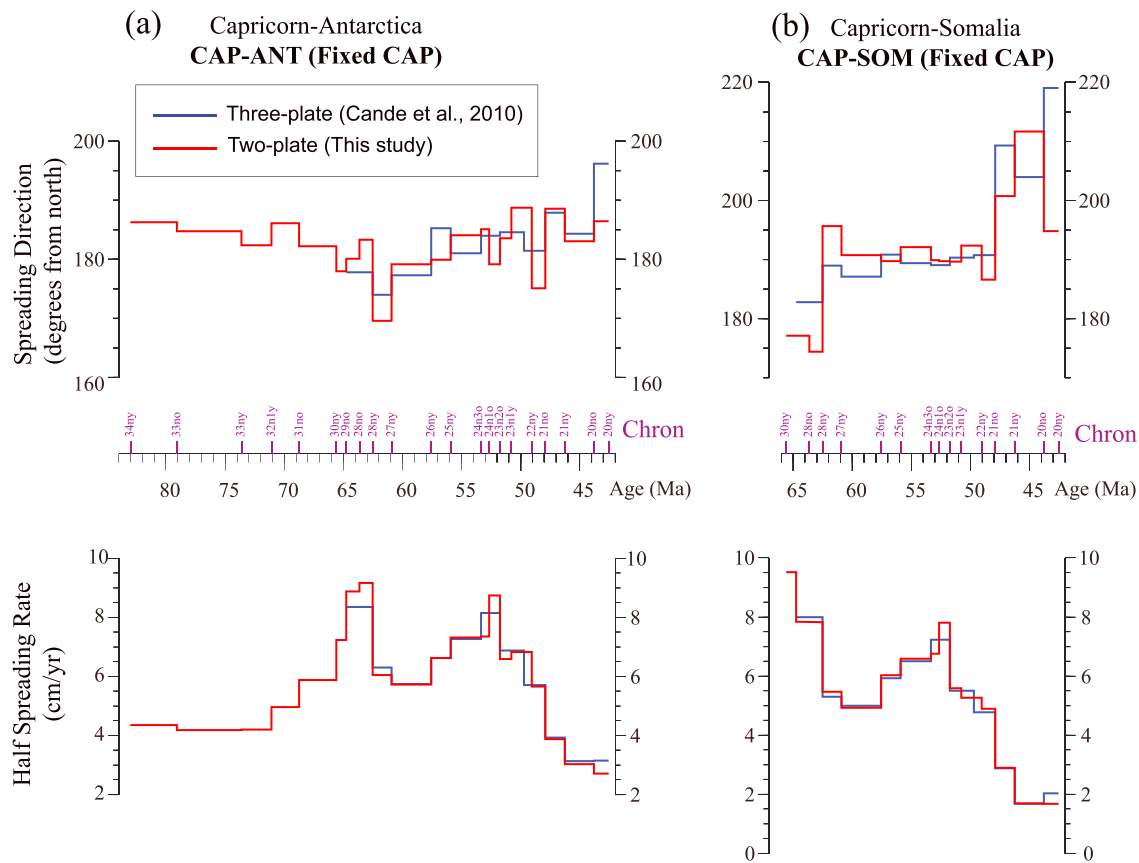 (a)
Capricorn-Antarctica
CAP-ANT (Fixed CAP)
Three-plate (Cande et al., 2010)
Two-plate (This study)
Spreading Direction
(degrees from north)
200
180
160
200
180
160
34ny
33no
33ny
32n1y
31no
30ny
29no
28no
28ny
27ny
26ny
25ny
24n3o
24n1o
23n2o
23n1y
22ny
21no
21ny
20no
20ny
Chron
80
75
70
65
60
55
50
45
Age (Ma)
Half Spreading Rate
(cm/yr)
10
8
6
4
2
10
8
6
4
2
(b)
Capricorn-Somalia
CAP-SOM (Fixed CAP)
220
200
180
220
200
180
30ny
28no
28ny
27ny
26ny
25ny
24n3o
24n1o
23n2o
23n1y
22ny
21no
21ny
20no
20ny
Chron
65
60
55
50
45
Age (Ma)
10
8
6
4
2
0
10
8
6
4
2
0